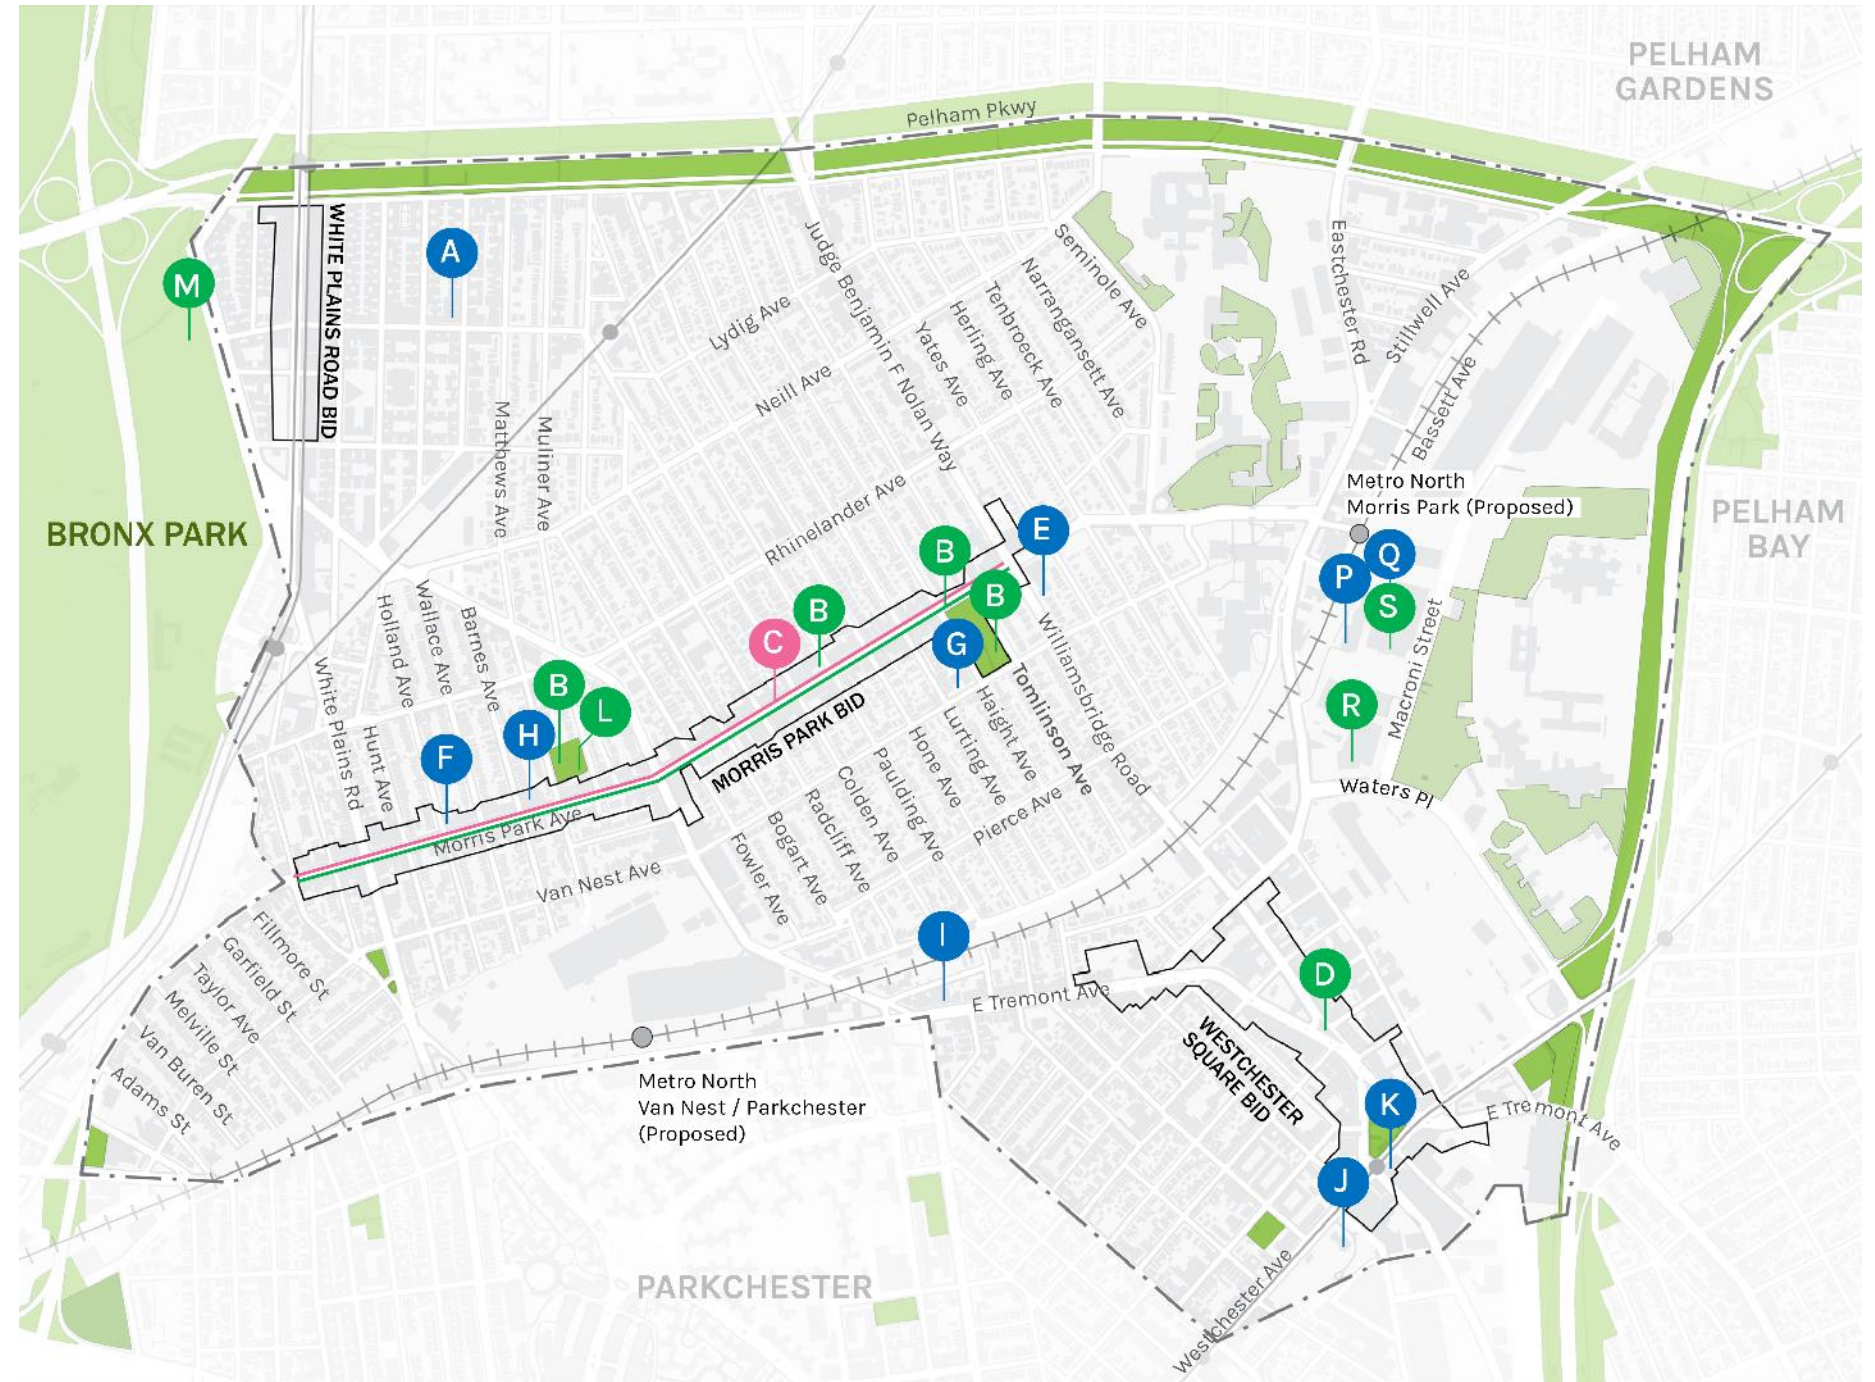 PELHAM
GARDENS
Pelham Pkwy
WHITE PLAINS ROAD BID
A
M
Judge Benjamin F Nolan Way
Seminole Ave
Narrangansett Ave
Tenbroeck Ave
Herling Ave
Yates Ave
Lydig Ave
Neill Ave
Eastchester Rd
Stillwell Ave
Bassett Ave
Matthews Ave
Muliner Ave
Rhinelander Ave
Metro North
Morris Park (Proposed)
BRONX PARK
PELHAM
BAY
E
B
Q
P
B
S
B
C
G
Macroni Street
Holland Ave
Wallace Ave
Barnes Ave
White Plains Rd
Hunt Ave
B
L
H
F
R
MORRIS PARK BID
Williamsbridge Road
Tomlinson Ave
Haight Ave
Lurting Ave
Hone Ave
Paulding Ave
Colden Ave
Radcliff Ave
Bogart Ave
Fowler Ave
Pierce Ave
Waters Pl
Morris Park Ave
Van Nest Ave
Fillmore St
Garfield St
Taylor Ave
Melville St
Van Buren St
Adams St
I
D
E Tremont Ave
WESTCHESTER
SQUARE BID
Metro North
Van Nest / Parkchester
(Proposed)
K
E Tremont Ave
J
PARKCHESTER
Westchester Ave